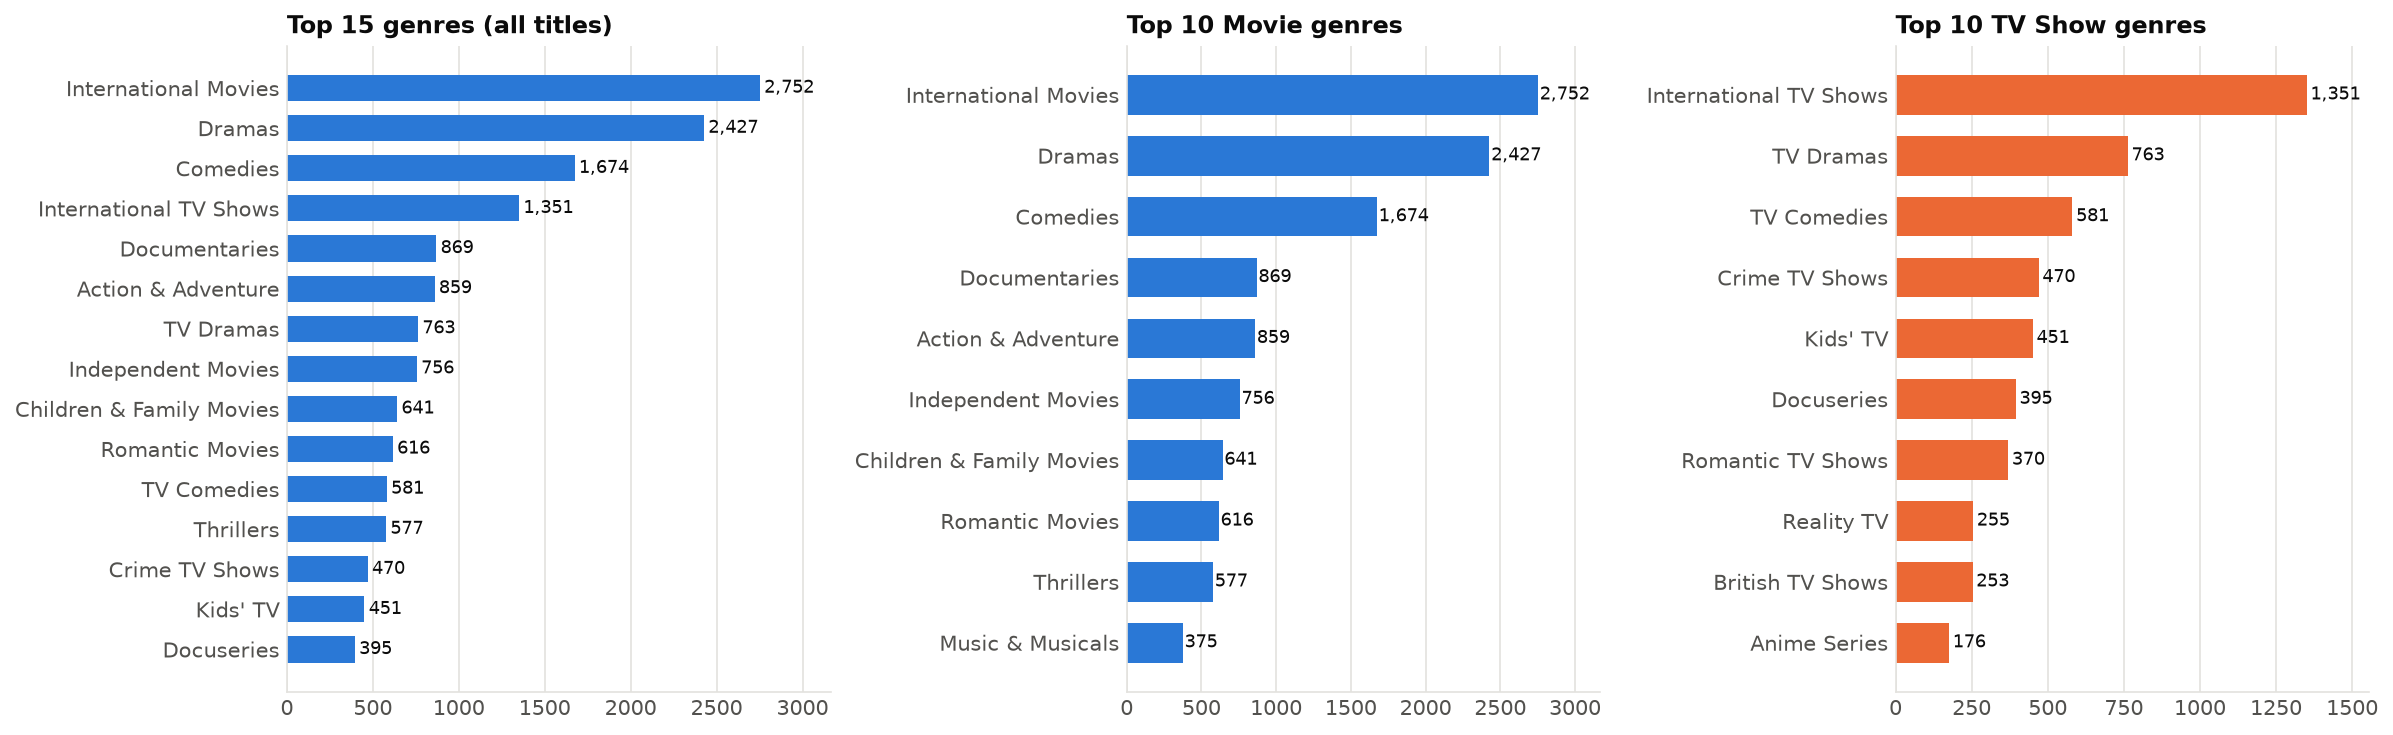 Top 15 genres (all titles)
International Movies 2,752
Dramas 2,427
Comedies 1,674
International TV Shows 1,351
Documentaries 869
Action & Adventure 859
TV Dramas 763
Independent Movies 756
Children & Family Movies 641
Romantic Movies 616
TV Comedies 581
Thrillers 577
Crime TV Shows 470
Kids' TV 451
Docuseries 395
0 500 1000 1500 2000 2500 3000
Top 10 Movie genres
International Movies 2,752
Dramas 2,427
Comedies 1,674
Documentaries 869
Action & Adventure 859
Independent Movies 756
Children & Family Movies 641
Romantic Movies 616
Thrillers 577
Music & Musicals 375
0 500 1000 1500 2000 2500 3000
Top 10 TV Show genres
International TV Shows 1,351
TV Dramas 763
TV Comedies 581
Crime TV Shows 470
Kids' TV 451
Docuseries 395
Romantic TV Shows 370
Reality TV 255
British TV Shows 253
Anime Series 176
0 250 500 750 1000 1250 1500